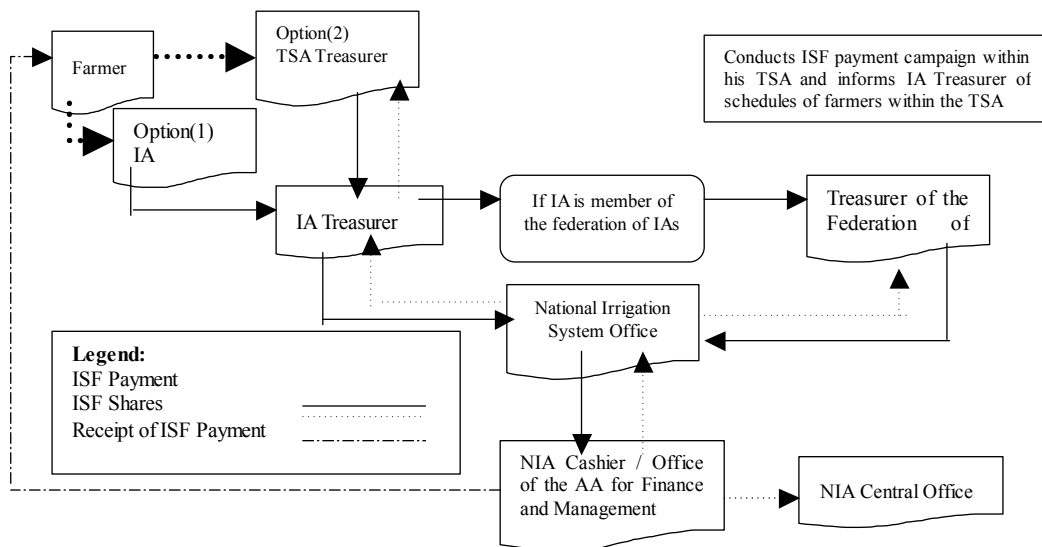 Farmer
Option(2)
TSA Treasurer
Conducts ISF payment campaign within
his TSA and informs IA Treasurer of
schedules of farmers within the TSA
Option(1)
IA
IA Treasurer
If IA is member of
the federation of IAs
Treasurer of the
Federation of
National Irrigation
System Office
Legend:
ISF Payment
ISF Shares
Receipt of ISF Payment
NIA Cashier / Office
of the AA for Finance
and Management
NIA Central Office